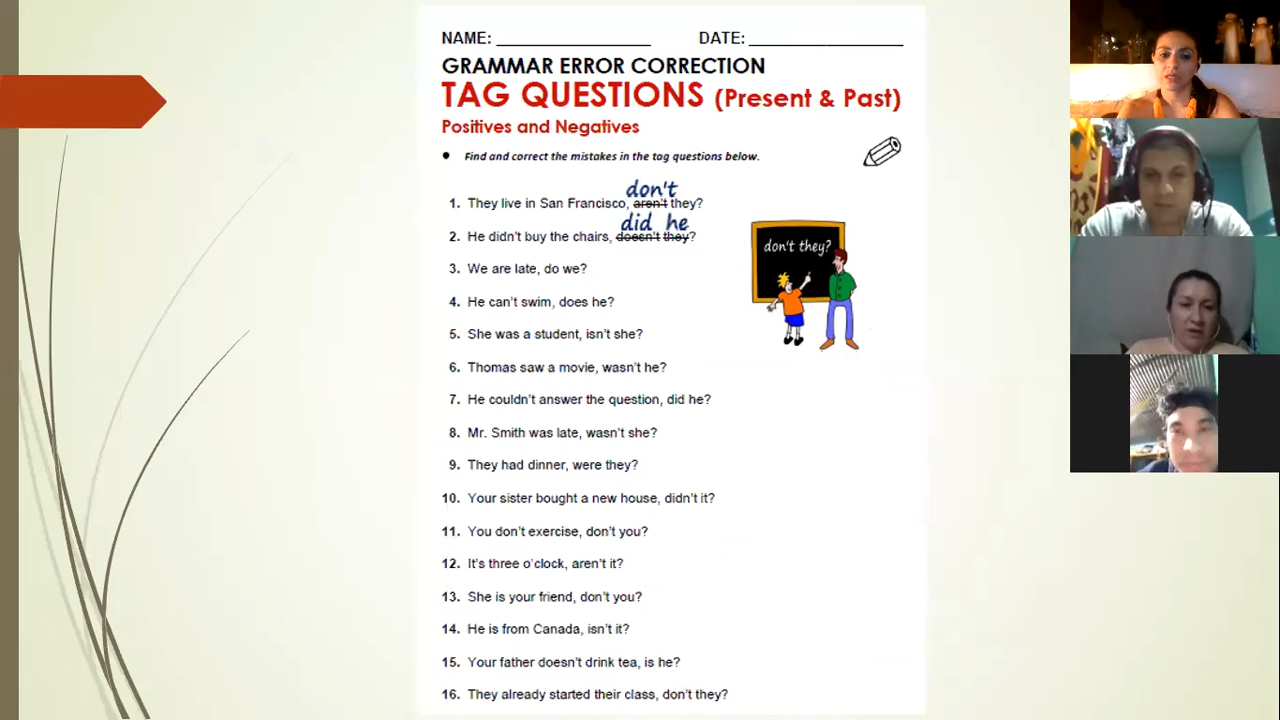 NAME: ___________________ DATE: ___________________
GRAMMAR ERROR CORRECTION
TAG QUESTIONS (Present & Past)
Positives and Negatives
● Find and correct the mistakes in the tag questions below.
don't
1. They live in San Francisco, aren't they?
did he
2. He didn't buy the chairs, doesn't they?
don't they?
3. We are late, do we?
4. He can't swim, does he?
5. She was a student, isn't she?
6. Thomas saw a movie, wasn't he?
7. He couldn't answer the question, did he?
8. Mr. Smith was late, wasn't she?
9. They had dinner, were they?
10. Your sister bought a new house, didn't it?
11. You don't exercise, don't you?
12. It's three o'clock, aren't it?
13. She is your friend, don't you?
14. He is from Canada, isn't it?
15. Your father doesn't drink tea, is he?
16. They already started their class, don't they?